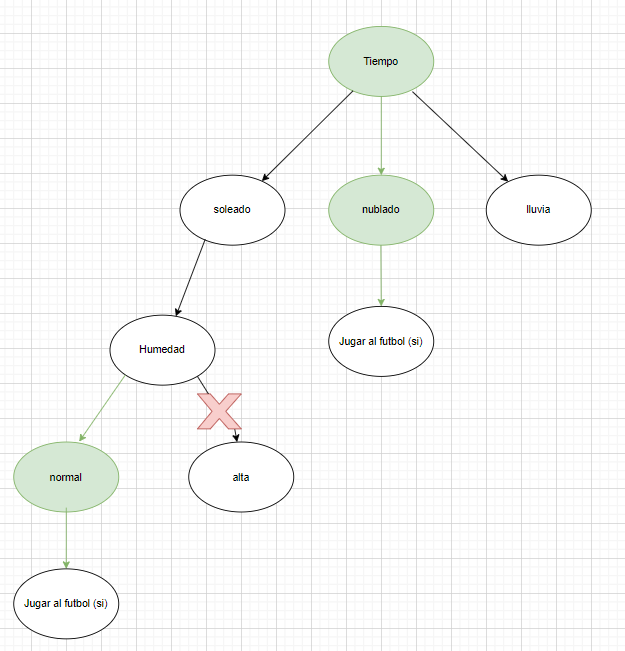 Tiempo
soleado
nublado
lluvia
Jugar al futbol (si)
Humedad
normal
alta
Jugar al futbol (si)